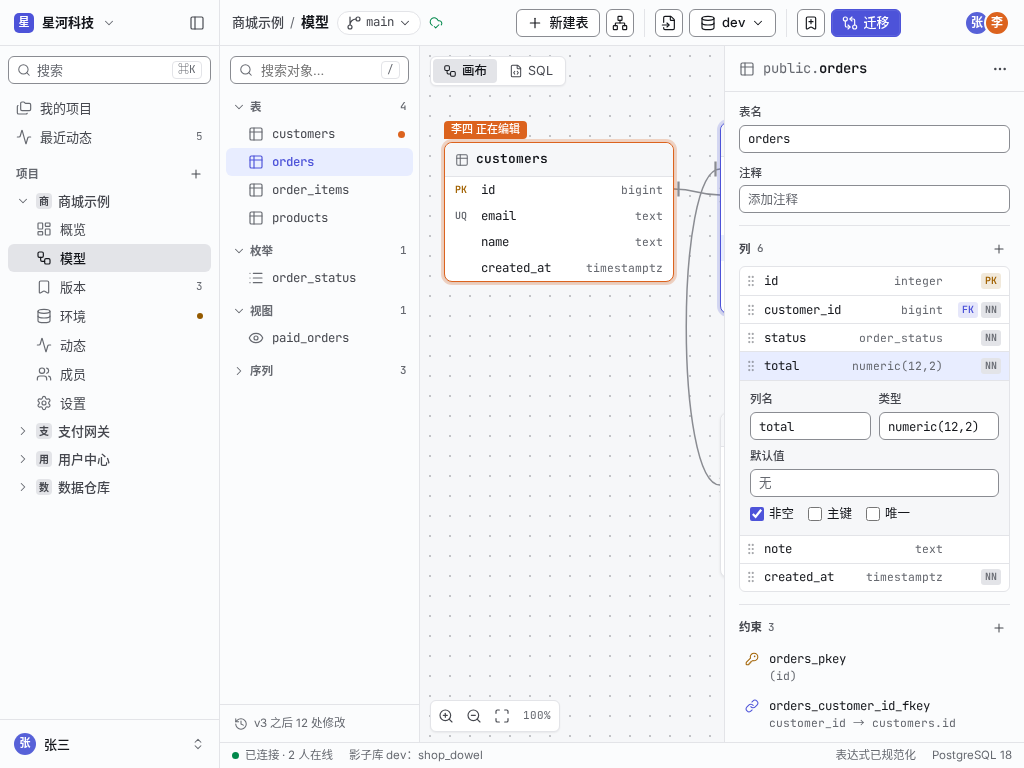 星 星河科技
搜索 ⌘K
我的项目
最近动态 5
项目
商 商城示例
概览
模型
版本 3
环境
动态
成员
设置
支 支付网关
用 用户中心
数 数据仓库
张 张三
商城示例 / 模型 main
新建表 dev 迁移 张 李
搜索对象... /
表 4
customers
orders
order_items
products
枚举 1
order_status
视图 1
paid_orders
序列 3
v3 之后 12 处修改
画布 SQL
李四 正在编辑
customers
PK id bigint
UQ email text
name text
created_at timestamptz
100%
public.orders
表名
orders
注释
添加注释
列 6
id integer PK
customer_id bigint FK NN
status order_status NN
total numeric(12,2) NN
列名 类型
total numeric(12,2)
默认值
无
非空 主键 唯一
note text
created_at timestamptz NN
约束 3
orders_pkey
(id)
orders_customer_id_fkey
customer_id → customers.id
已连接 · 2 人在线 影子库 dev：shop_dowel 表达式已规范化 PostgreSQL 18